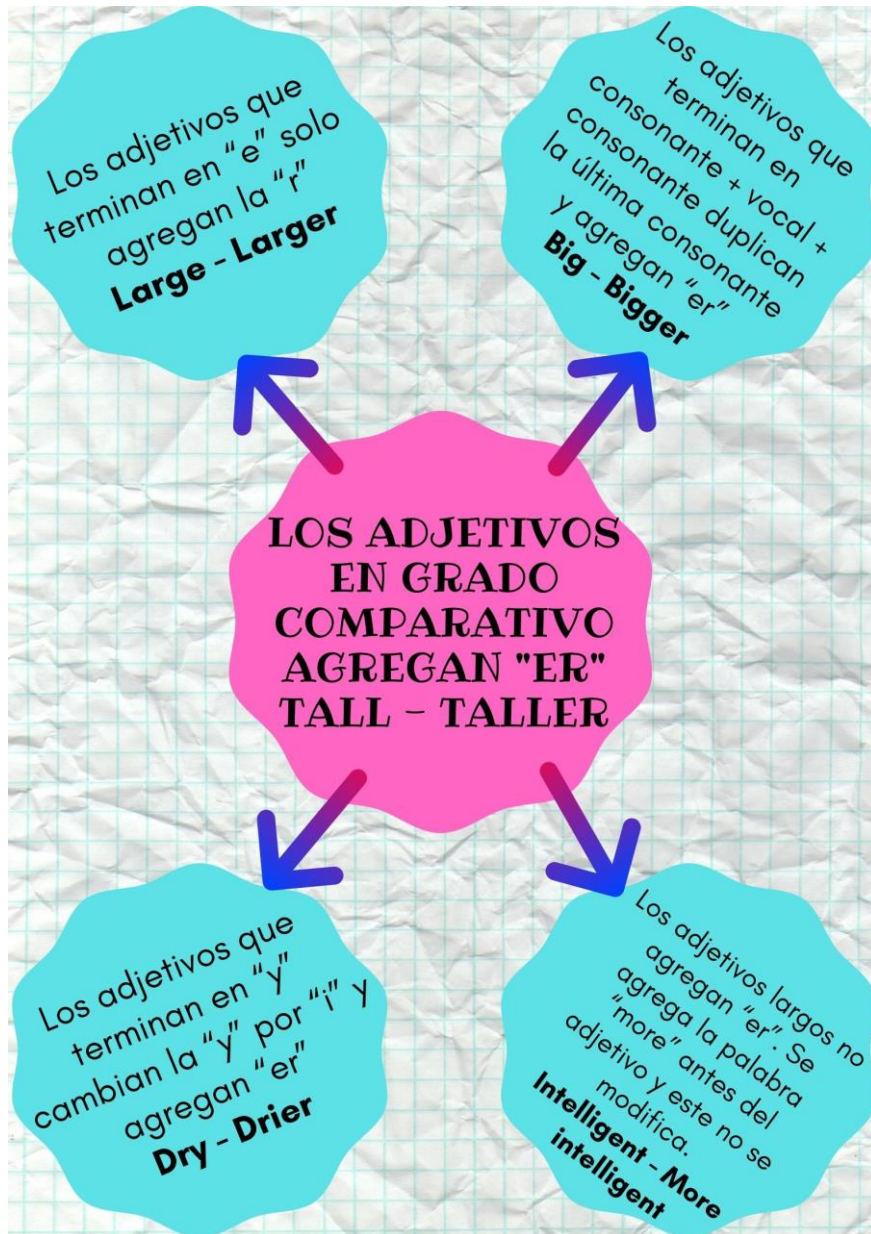 Los adjetivos que
terminan en “e” solo
agregan la “r”
Large - Larger
Los adjetivos que
terminan en
consonante + vocal +
consonante duplican
la última consonante
y agregan “er”
Big - Bigger
LOS ADJETIVOS
EN GRADO
COMPARATIVO
AGREGAN "ER"
TALL - TALLER
Los adjetivos que
terminan en “y”
cambian la “y” por “i” y
agregan “er”
Dry - Drier
Los adjetivos largos no
agregan “er”. Se
agrega la palabra
“more” antes del
adjetivo y este no se
modifica.
Intelligent - More
intelligent